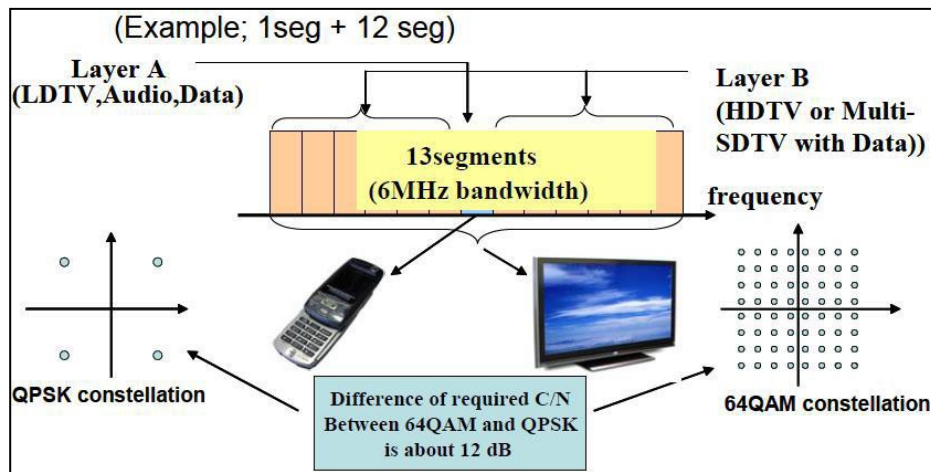 (Example; 1seg + 12 seg)
Layer A
(LDTV,Audio,Data)
Layer B
(HDTV or Multi-
SDTV with Data))
13segments
(6MHz bandwidth)
frequency
QPSK constellation
64QAM constellation
Difference of required C/N
Between 64QAM and QPSK
is about 12 dB